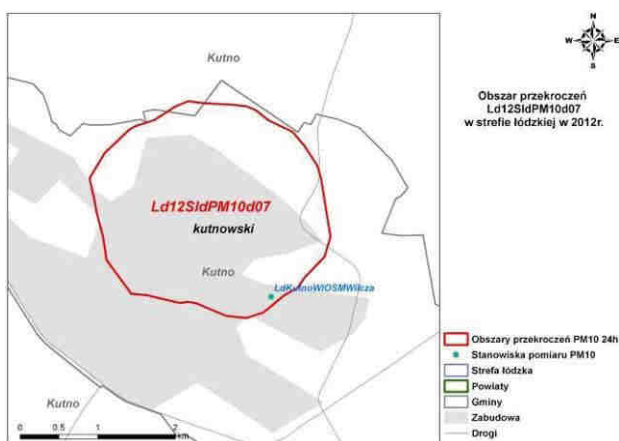 Kutno
N
W E
S
Obszar przekroczeń
Ld12SldPM10d07
w strefie łódzkiej w 2012r.
Ld12SldPM10d07
kutnowski
Kutno
LdKutnoWIOSMWilcza
Kutno
0 0.5 1 2
km
Obszary przekroczeń PM10 24h
Stanowiska pomiaru PM10
Strefa łódzka
Powiaty
Gminy
Zabudowa
Drogi